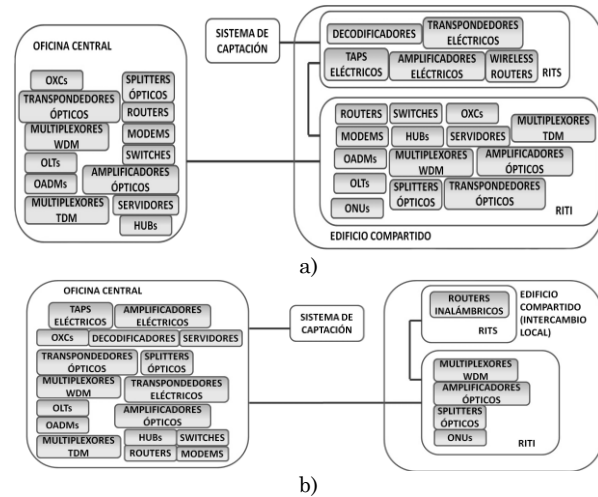 OFICINA CENTRAL
OXCs
SPLITTERS
ÓPTICOS
TRANSPONDEDORES
ÓPTICOS
ROUTERS
MULTIPLEXORES
WDM
MODEMS
SWITCHES
OLTs
AMPLIFICADORES
ÓPTICOS
OADMs
MULTIPLEXORES
TDM
SERVIDORES
HUBs
SISTEMA DE
CAPTACIÓN
DECODIFICADORES
TRANSPONDEDORES
ELÉCTRICOS
TAPS
ELÉCTRICOS
AMPLIFICADORES
ELÉCTRICOS
WIRELESS
ROUTERS
RITS
ROUTERS
SWITCHES
OXCs
MULTIPLEXORES
TDM
MODEMS
HUBs
SERVIDORES
OADMs
MULTIPLEXORES
WDM
AMPLIFICADORES
ÓPTICOS
OLTs
SPLITTERS
ÓPTICOS
TRANSPONDEDORES
ÓPTICOS
ONUs
RITI
EDIFICIO COMPARTIDO
a)
OFICINA CENTRAL
TAPS
ELÉCTRICOS
AMPLIFICADORES
ELÉCTRICOS
OXCs
DECODIFICADORES
SERVIDORES
TRANSPONDEDORES
ÓPTICOS
SPLITTERS
ÓPTICOS
MULTIPLEXORES
WDM
TRANSPONDEDORES
ELÉCTRICOS
OLTs
AMPLIFICADORES
ÓPTICOS
OADMs
MULTIPLEXORES
TDM
HUBs
SWITCHES
ROUTERS
MODEMS
SISTEMA DE
CAPTACIÓN
ROUTERS
INALÁMBRICOS
RITS
EDIFICIO
COMPARTIDO
(INTERCAMBIO
LOCAL)
MULTIPLEXORES
WDM
AMPLIFICADORES
ÓPTICOS
SPLITTERS
ÓPTICOS
ONUs
RITI
b)